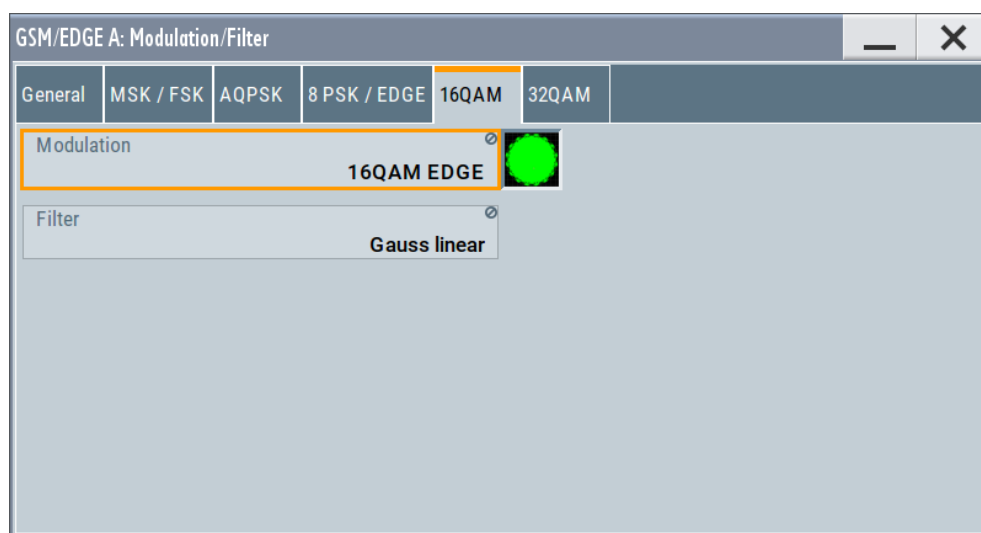 GSM/EDGE A: Modulation/Filter
General MSK / FSK AQPSK 8 PSK / EDGE 16QAM 32QAM
Modulation
16QAM EDGE
Filter
Gauss linear